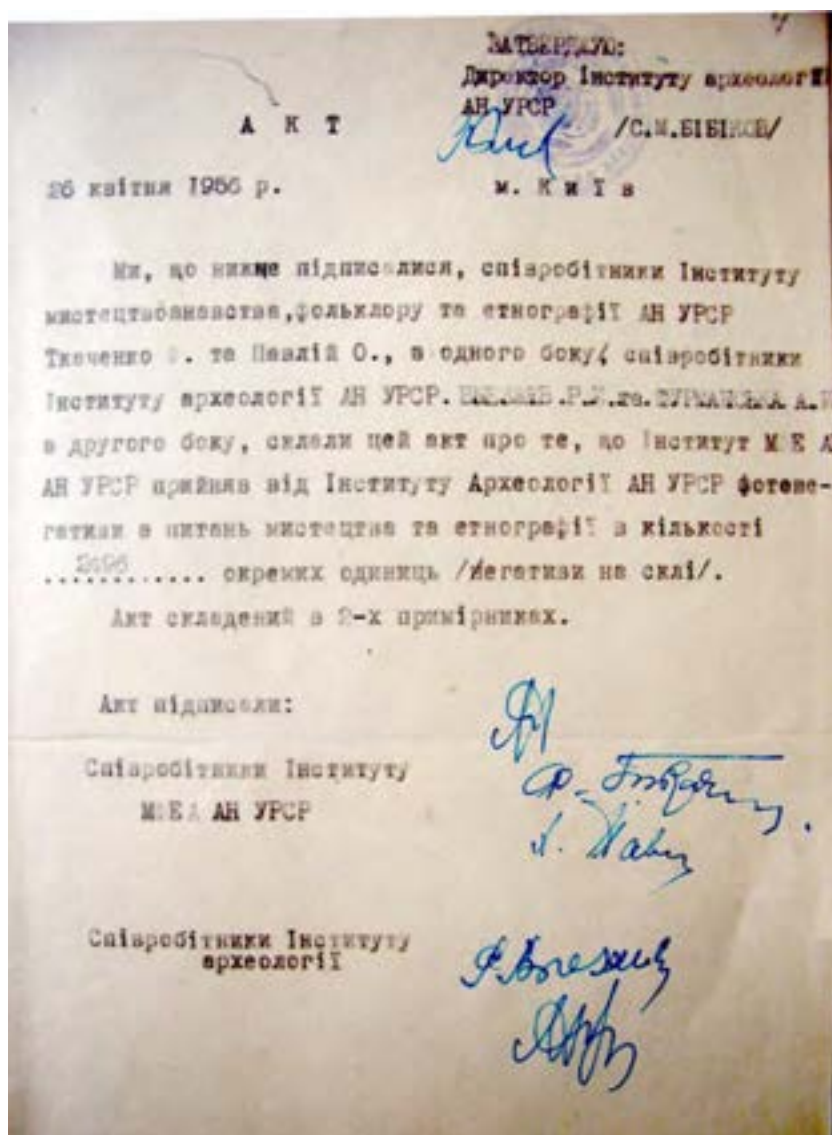 ЗАТВЕРДЖУЮ:
Директор Інституту археології
АН УРСР
/С.М.БІБІКОВ/
А К Т
26 квітня 1956 р. м. К и ї в
Ми, що нижче підписалися, співробітники Інституту
мистецтвознавства,фольклору та етнографії АН УРСР
Ткаченко та Павлій О., з одного боку, співробітники
Інституту археології АН УРСР. Р. та. А.
з другого боку, склали цей акт про те, що Інститут М Е А
АН УРСР прийняв від Інституту Археології АН УРСР фотоне-
гативи з питань мистецтва та етнографії в кількості
............ окремих одиниць /негативи на склі/.
Акт складений в 2-х примірниках.
Акт підписали:
Співробітники Інституту
АН УРСР
Співробітники Інституту
археології